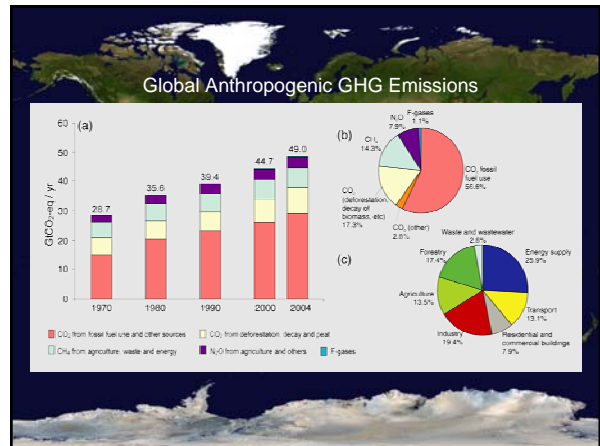 Global Anthropogenic GHG Emissions
(a)
GtCO₂-eq / yr
60
50
40
30
20
10
0
28.7
35.6
39.4
44.7
49.0
1970
1980
1990
2000
2004
CO₂ from fossil fuel use and other sources
CO₂ from deforestation, decay and peat
CH₄ from agriculture, waste and energy
N₂O from agriculture and others
F-gases
(b)
F-gases
1.1%
N₂O
7.9%
CH₄
14.3%
CO₂ fossil
fuel use
56.6%
CO₂
(deforestation,
decay of
biomass, etc)
17.3%
CO₂ (other)
2.8%
(c)
Waste and wastewater
2.8%
Forestry
17.4%
Energy supply
25.9%
Agriculture
13.5%
Transport
13.1%
Industry
19.4%
Residential and
commercial buildings
7.9%